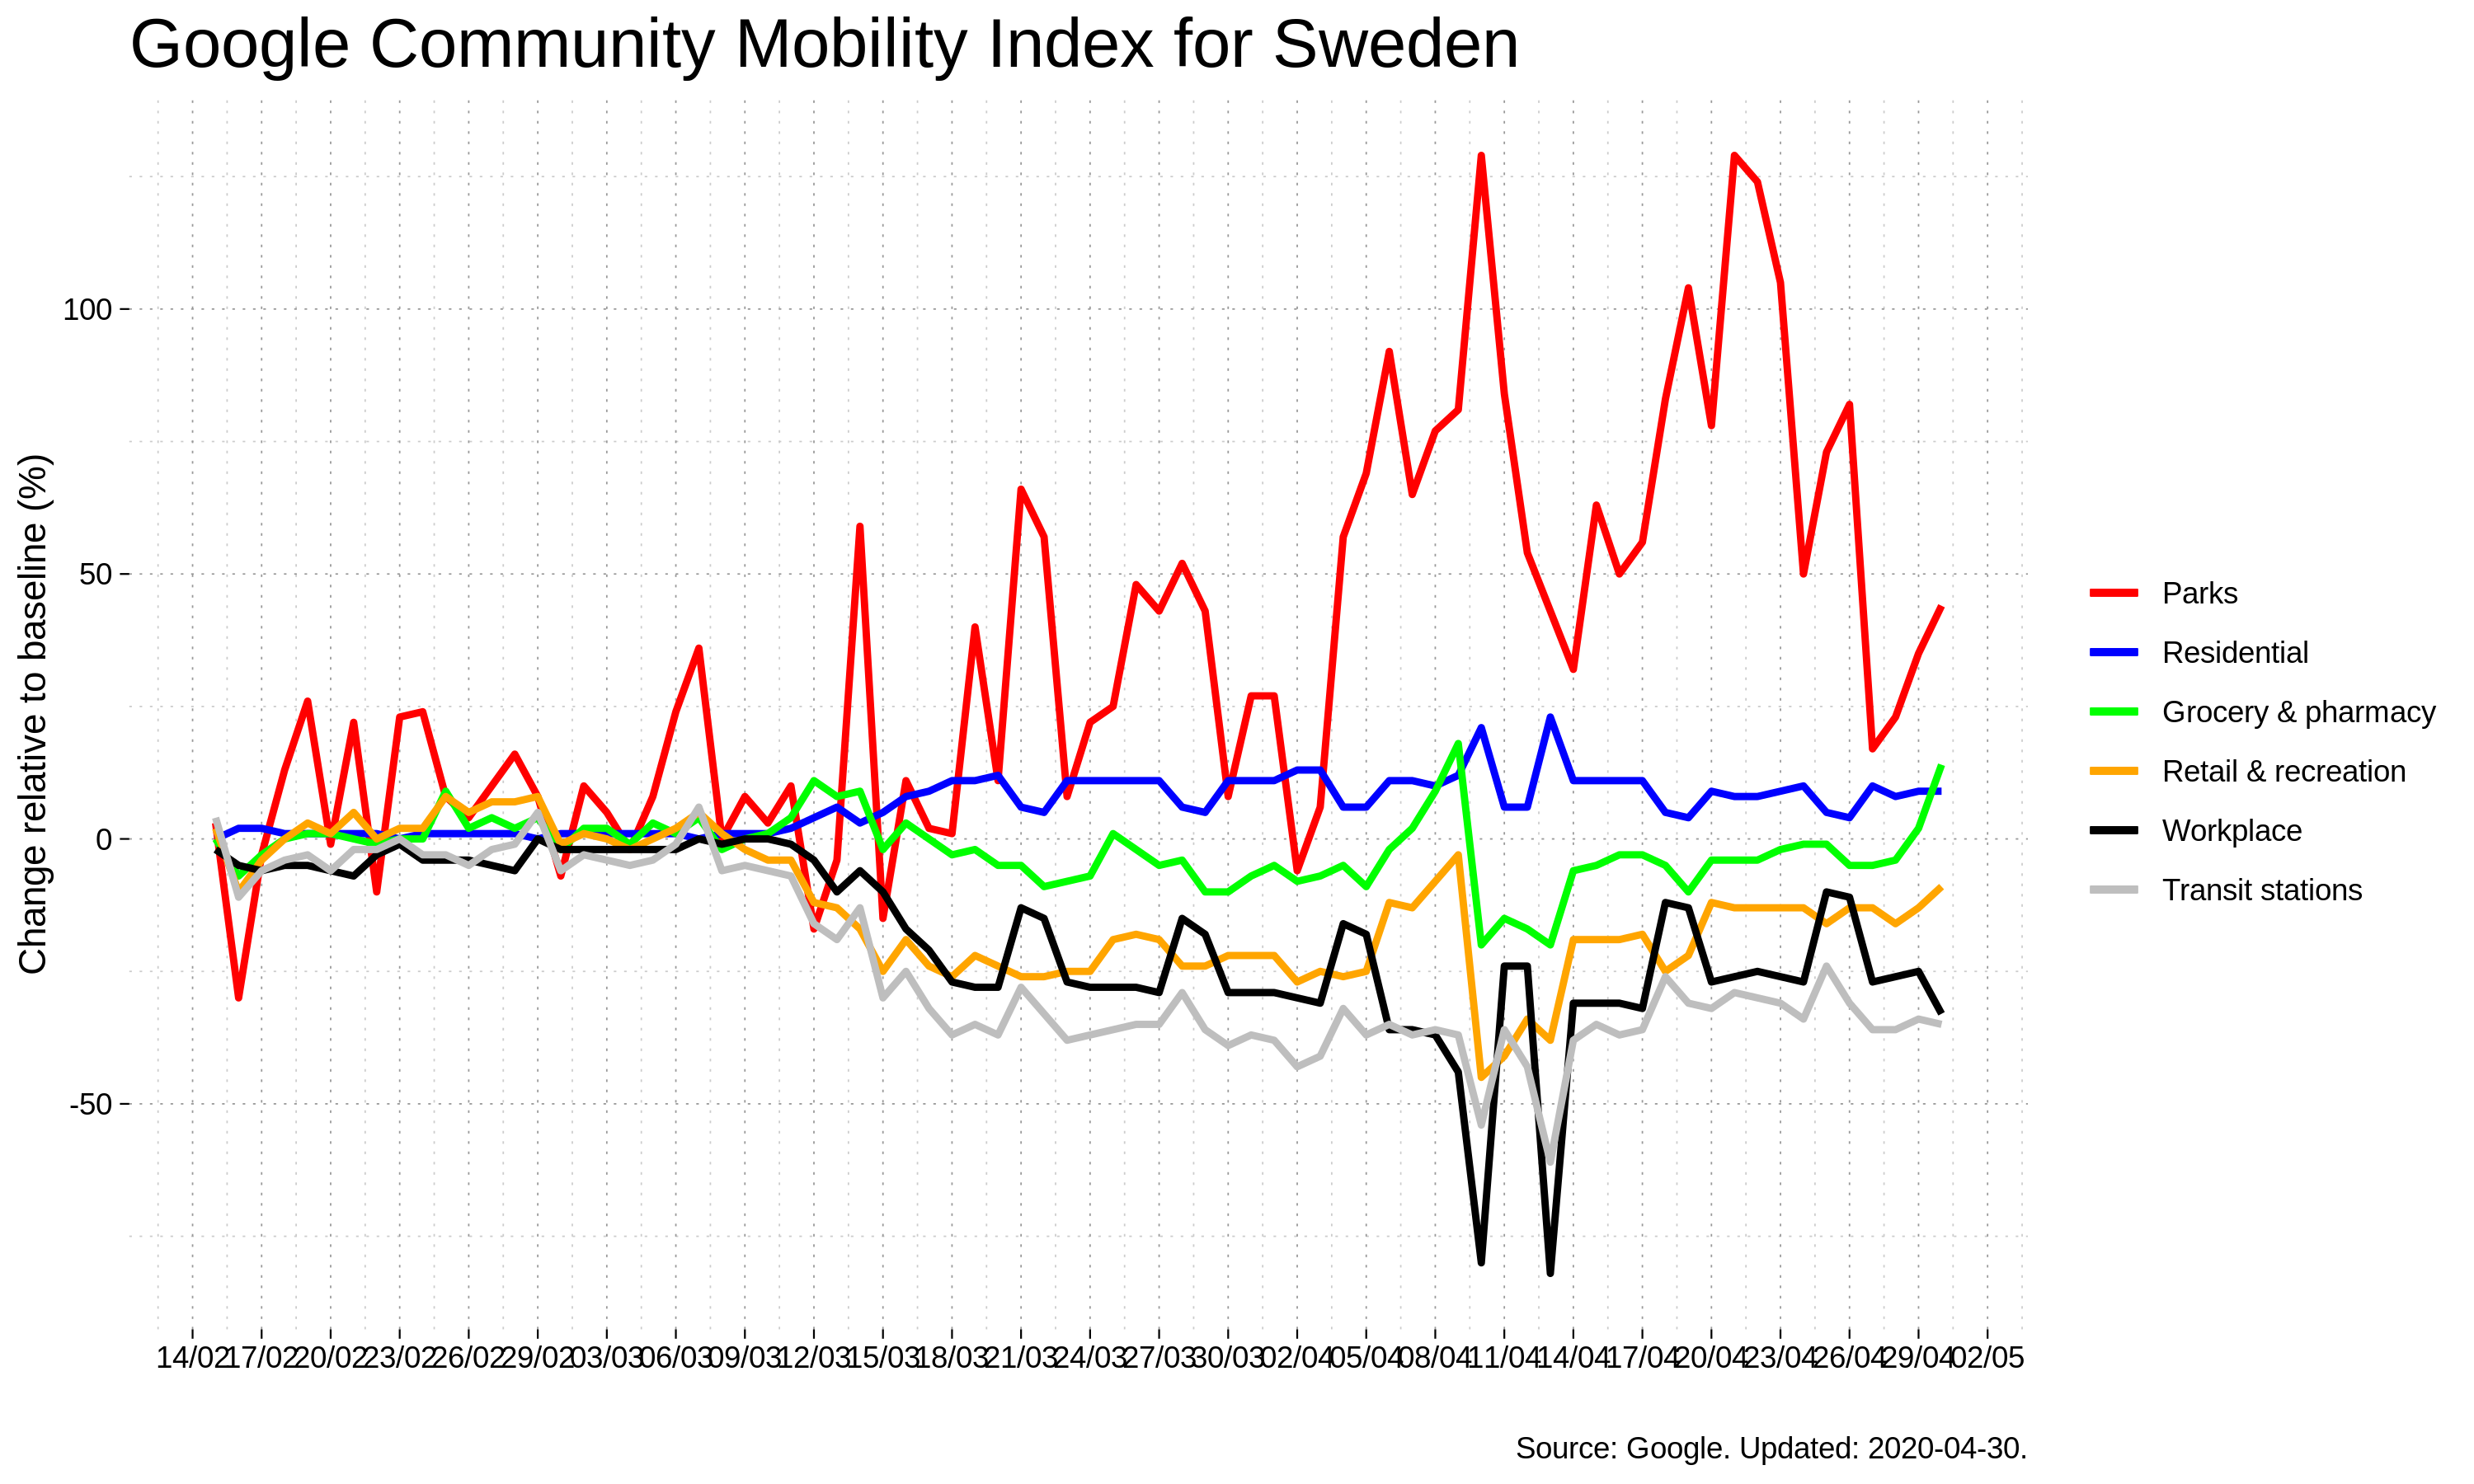 Google Community Mobility Index for Sweden
Change relative to baseline (%)
100
50
0
-50
14/02 17/02 20/02 23/02 26/02 29/02 03/03 06/03 09/03 12/03 15/03 18/03 21/03 24/03 27/03 30/03 02/04 05/04 08/04 11/04 14/04 17/04 20/04 23/04 26/04 29/04 02/05
Parks
Residential
Grocery & pharmacy
Retail & recreation
Workplace
Transit stations
Source: Google. Updated: 2020-04-30.